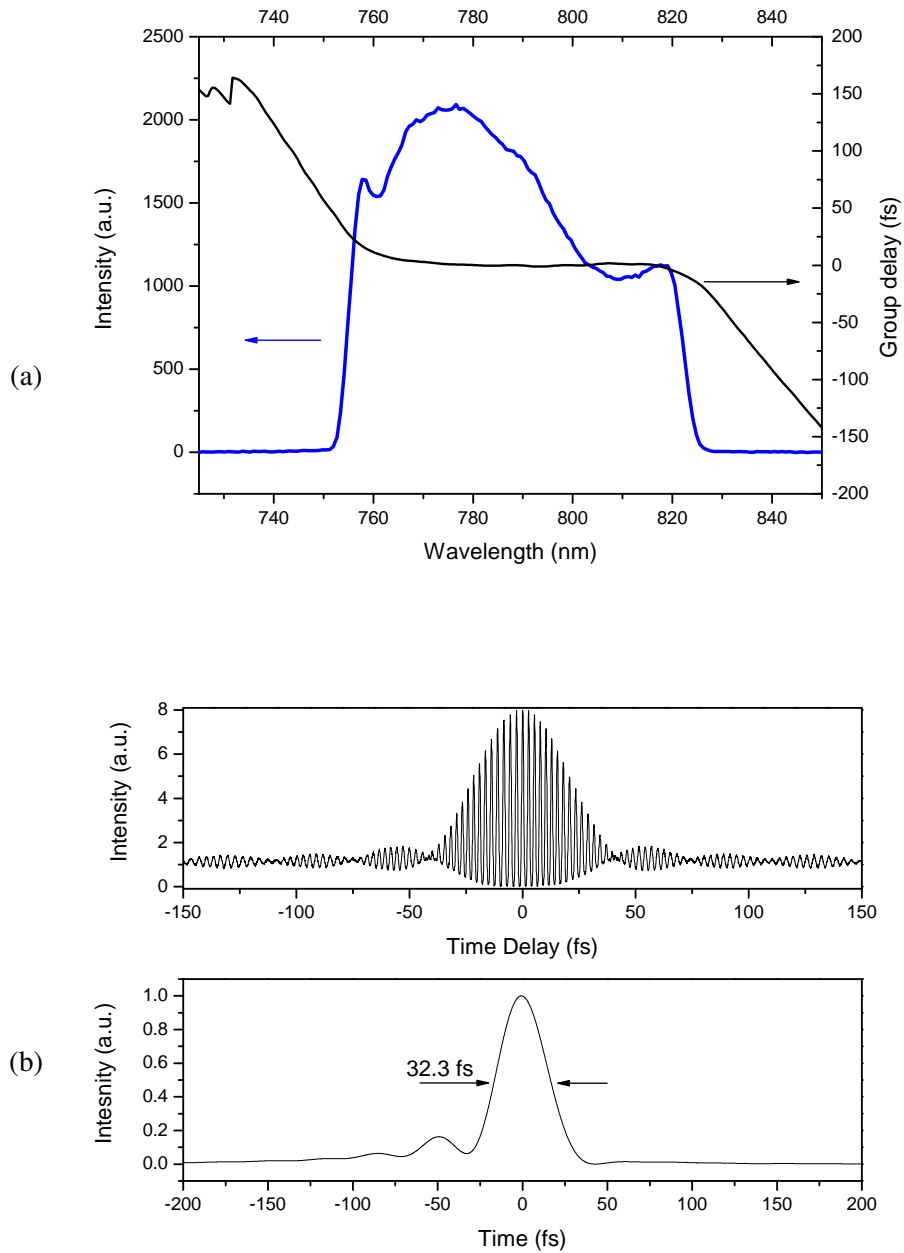 740 760 780 800 820 840
2500
2000
1500
1000
500
0
Intensity (a.u.)
200
150
100
50
0
-50
-100
-150
-200
Group delay (fs)
740 760 780 800 820 840
Wavelength (nm)
(a)
8
6
4
2
0
Intensity (a.u.)
-150 -100 -50 0 50 100 150
Time Delay (fs)
1.0
0.8
0.6
0.4
0.2
0.0
Intesnity (a.u.)
(b)
32.3 fs
-200 -150 -100 -50 0 50 100 150 200
Time (fs)